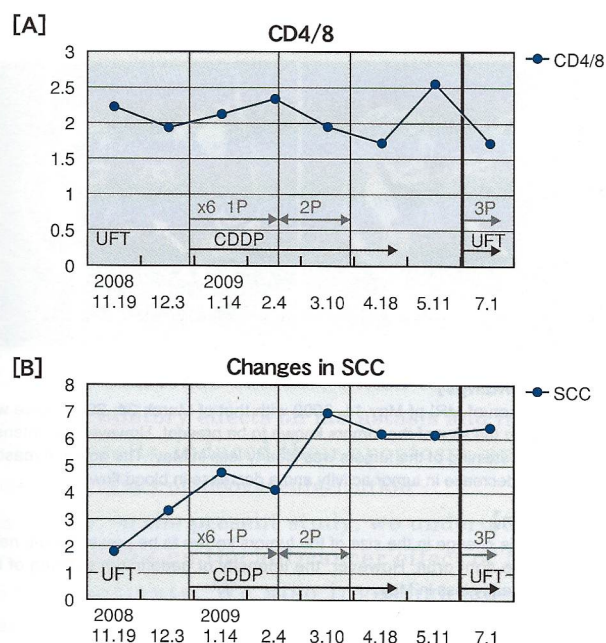 [A]
CD4/8
CD4/8
3
2.5
2
1.5
1
0.5
0
x6 1P
2P
3P
UFT
CDDP
UFT
2008
2009
11.19 12.3 1.14 2.4 3.10 4.18 5.11 7.1
[B]
Changes in SCC
SCC
8
7
6
5
4
3
2
1
0
x6 1P
2P
3P
UFT
CDDP
UFT
2008
2009
11.19 12.3 1.14 2.4 3.10 4.18 5.11 7.1